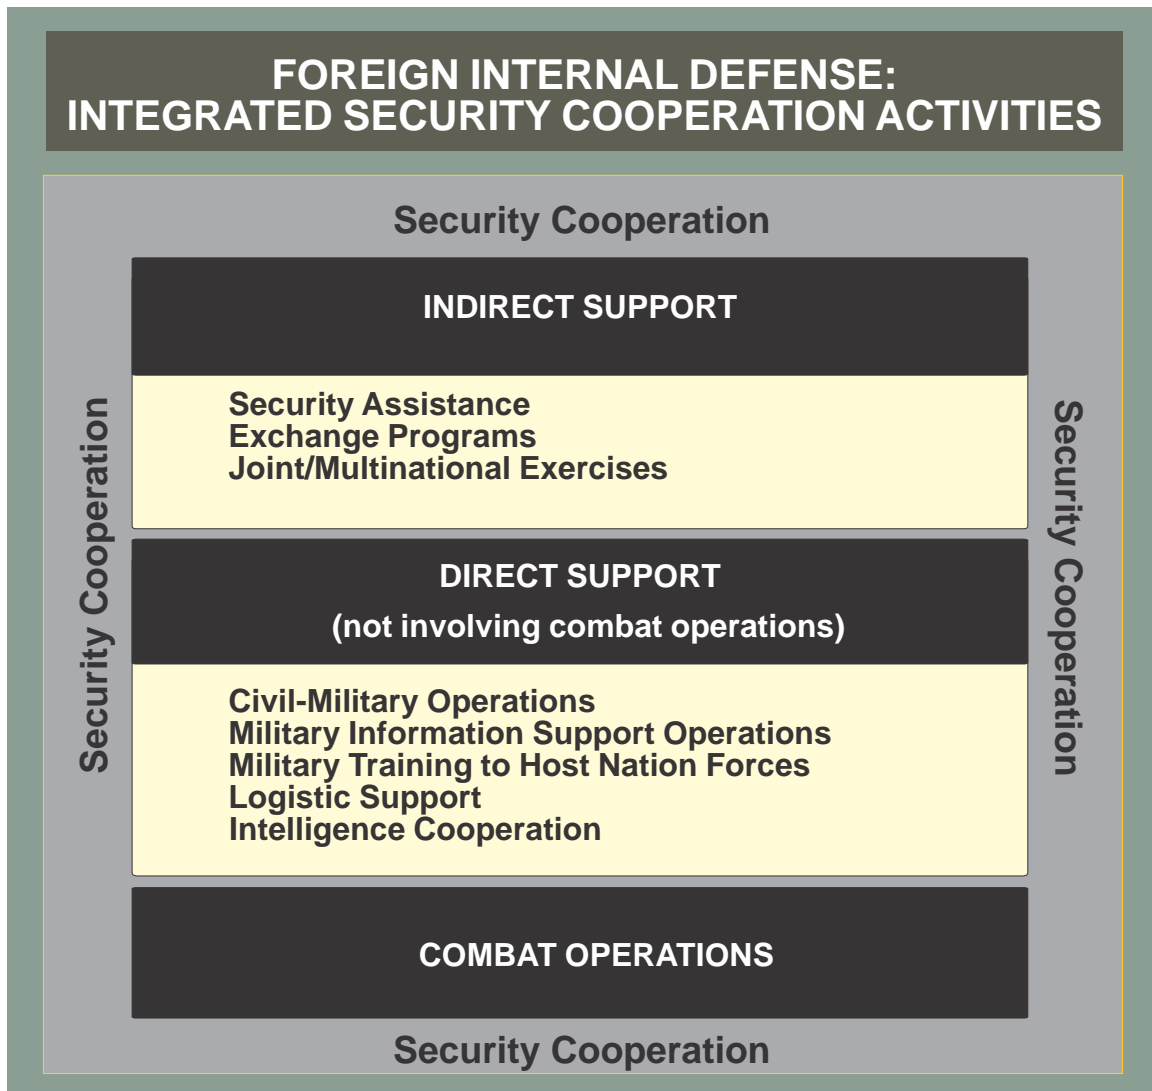 FOREIGN INTERNAL DEFENSE:
INTEGRATED SECURITY COOPERATION ACTIVITIES
Security Cooperation
INDIRECT SUPPORT
Security Assistance
Exchange Programs
Joint/Multinational Exercises
Security Cooperation
Security Cooperation
DIRECT SUPPORT
(not involving combat operations)
Civil-Military Operations
Military Information Support Operations
Military Training to Host Nation Forces
Logistic Support
Intelligence Cooperation
COMBAT OPERATIONS
Security Cooperation